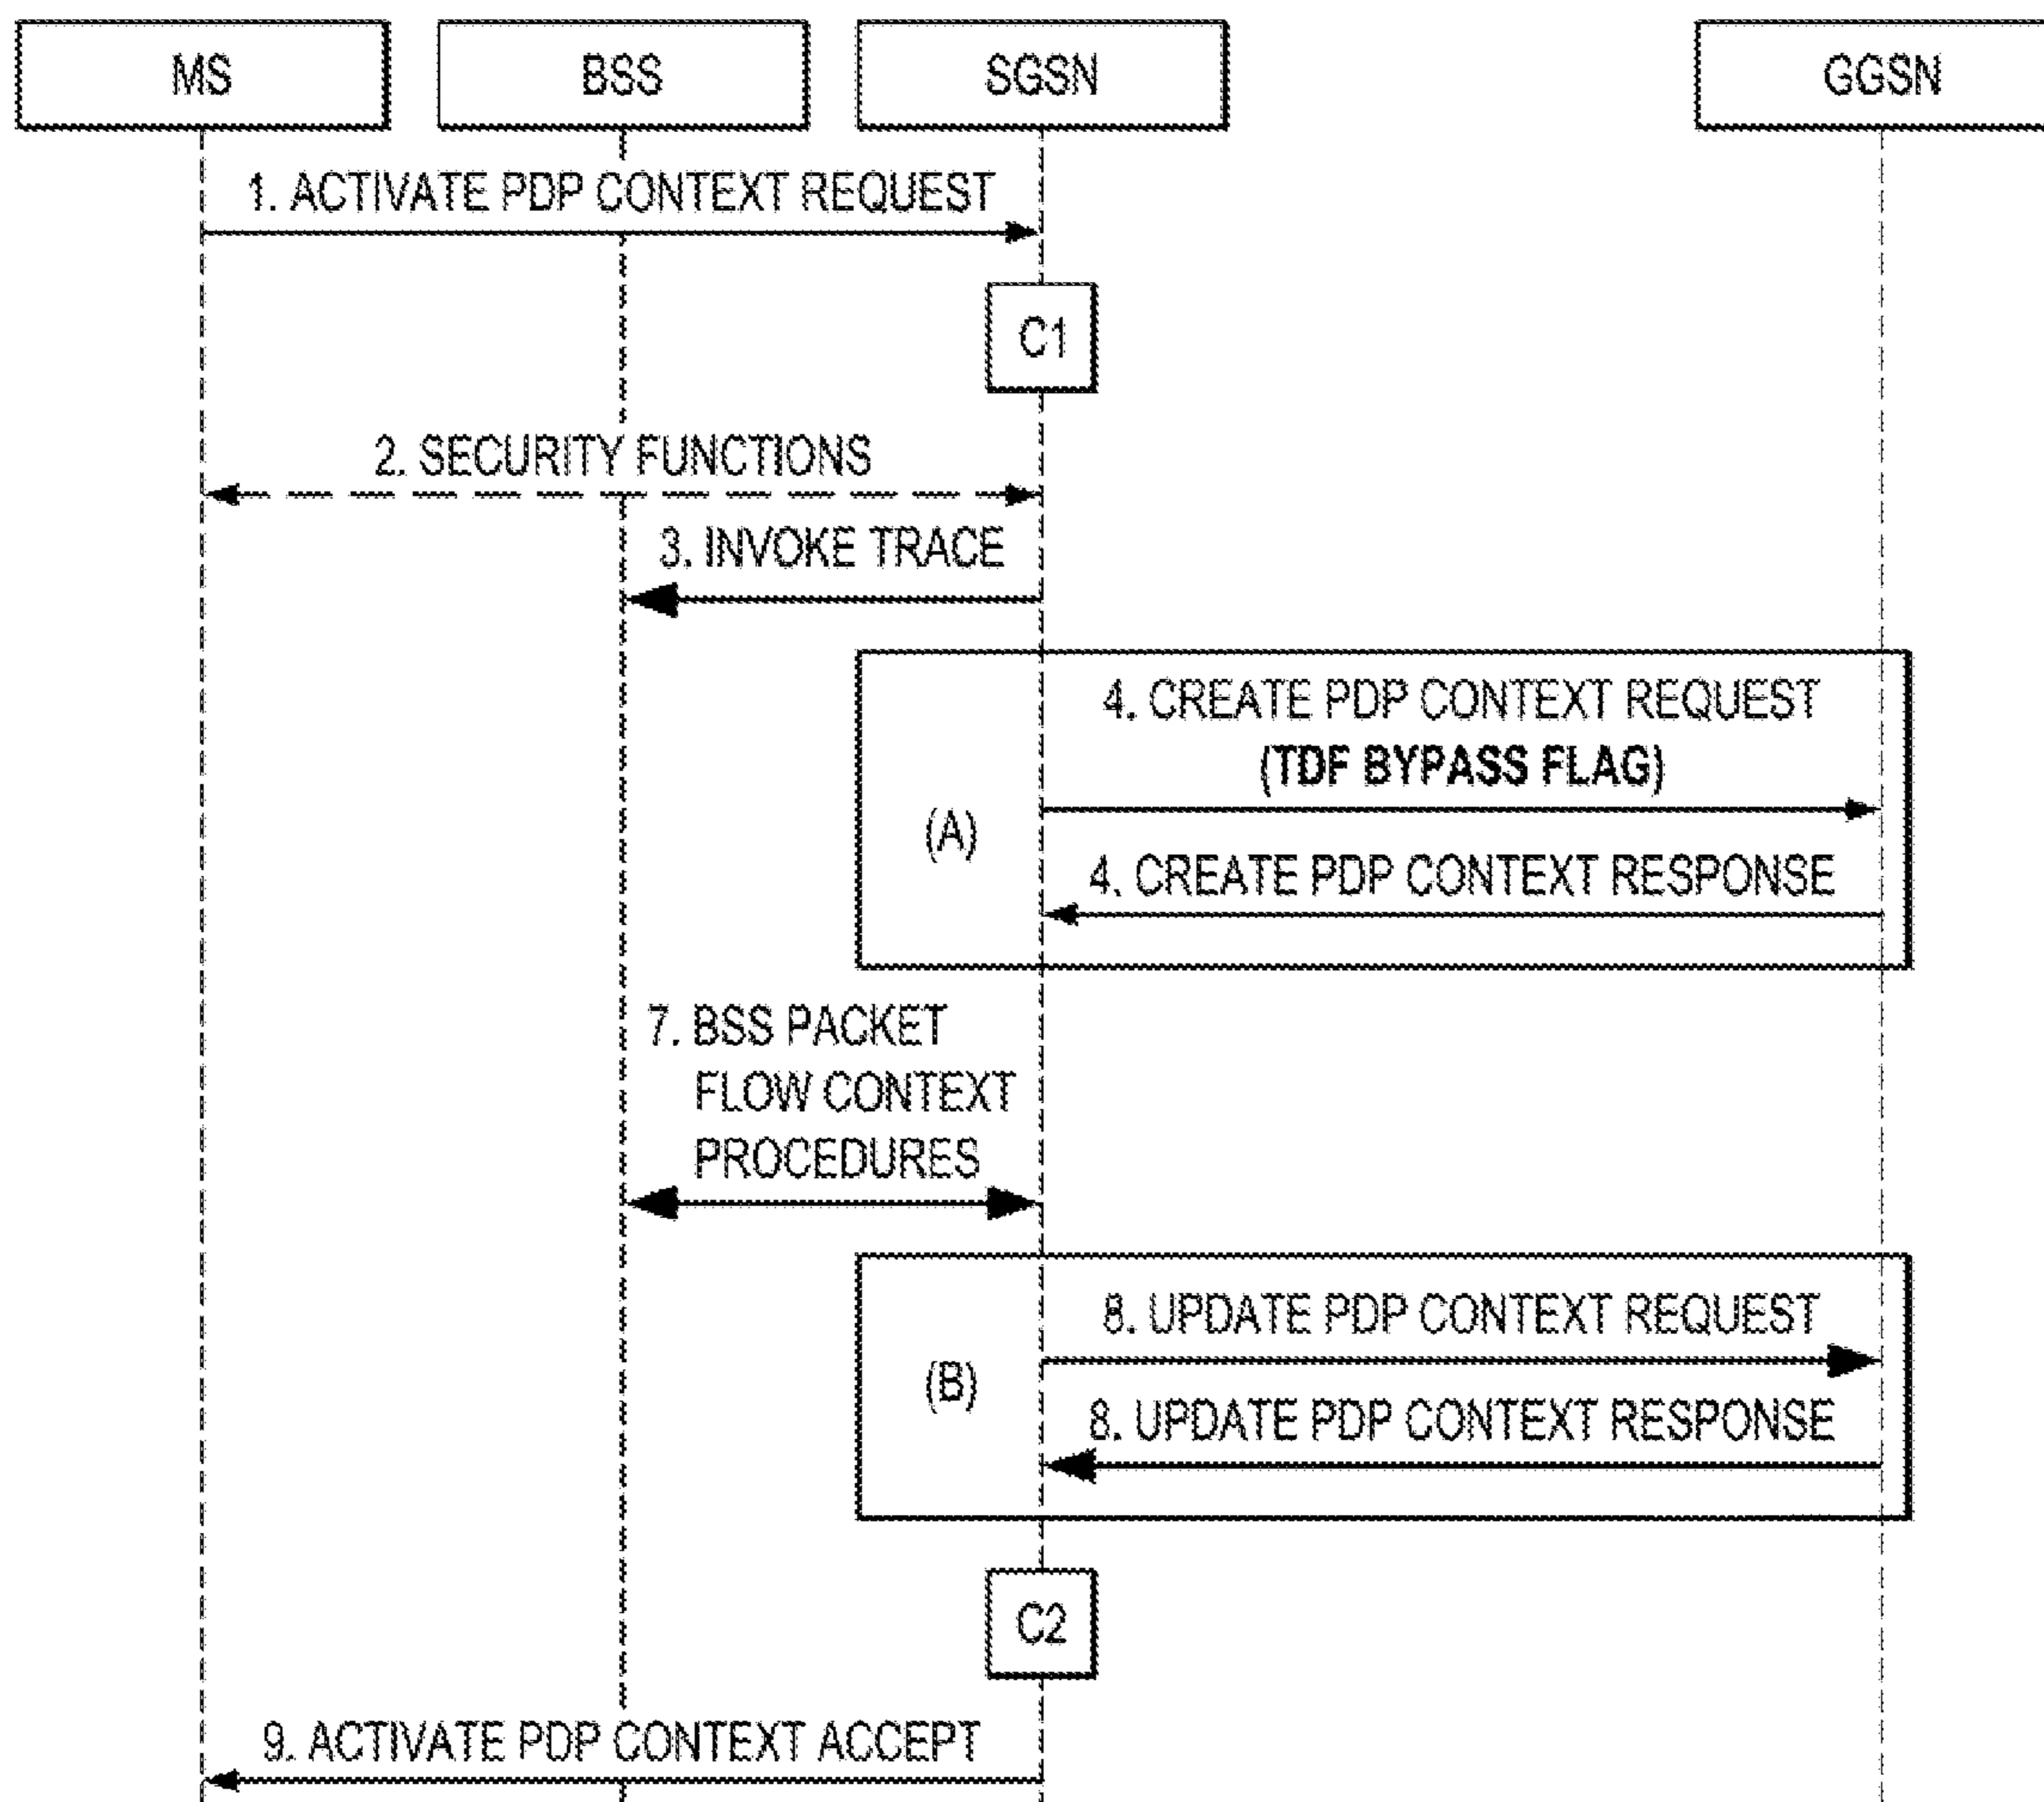 MS
BSS
SGSN
GGSN
1. ACTIVATE PDP CONTEXT REQUEST
C1
2. SECURITY FUNCTIONS
3. INVOKE TRACE
4. CREATE PDP CONTEXT REQUEST
(TDF BYPASS FLAG)
(A)
4. CREATE PDP CONTEXT RESPONSE
7. BSS PACKET
FLOW CONTEXT
PROCEDURES
8. UPDATE PDP CONTEXT REQUEST
(B)
8. UPDATE PDP CONTEXT RESPONSE
C2
9. ACTIVATE PDP CONTEXT ACCEPT